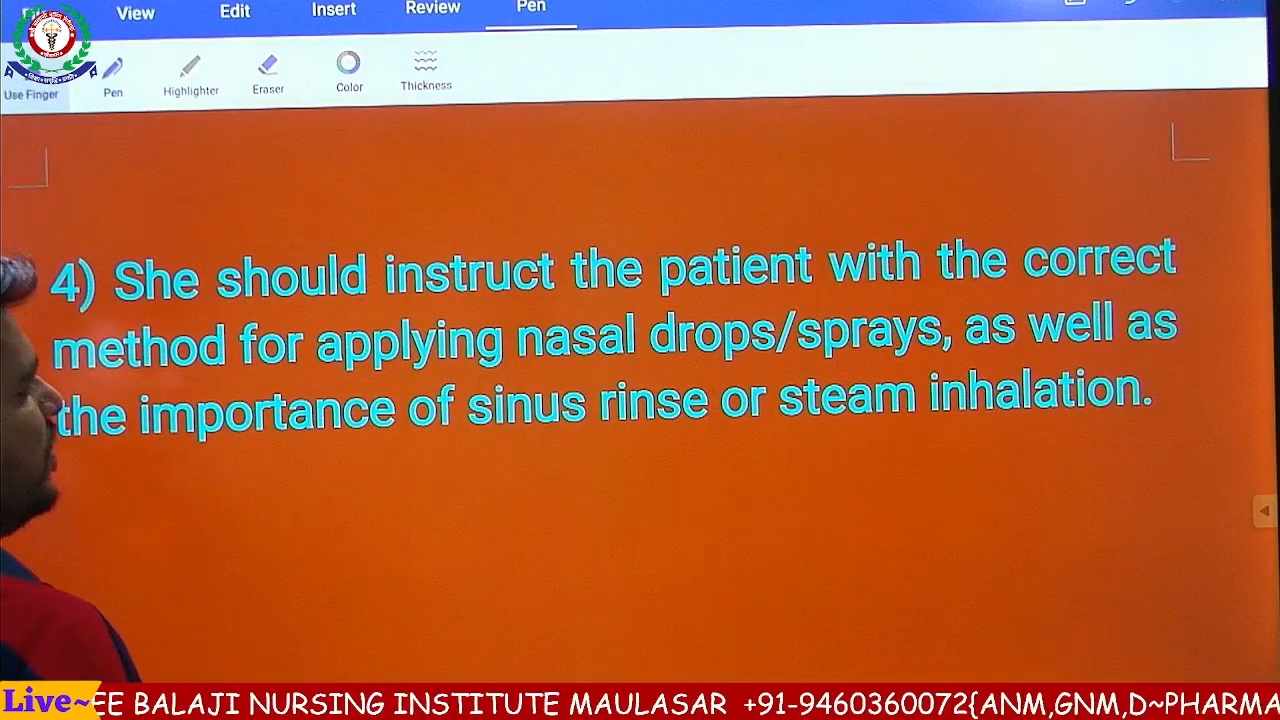 View Edit Insert Review Pen
Use Finger Pen Highlighter Eraser Color Thickness
4) She should instruct the patient with the correct
method for applying nasal drops/sprays, as well as
the importance of sinus rinse or steam inhalation.
Live~ EE BALAJI NURSING INSTITUTE MAULASAR +91-9460360072{ANM,GNM,D~PHARMA